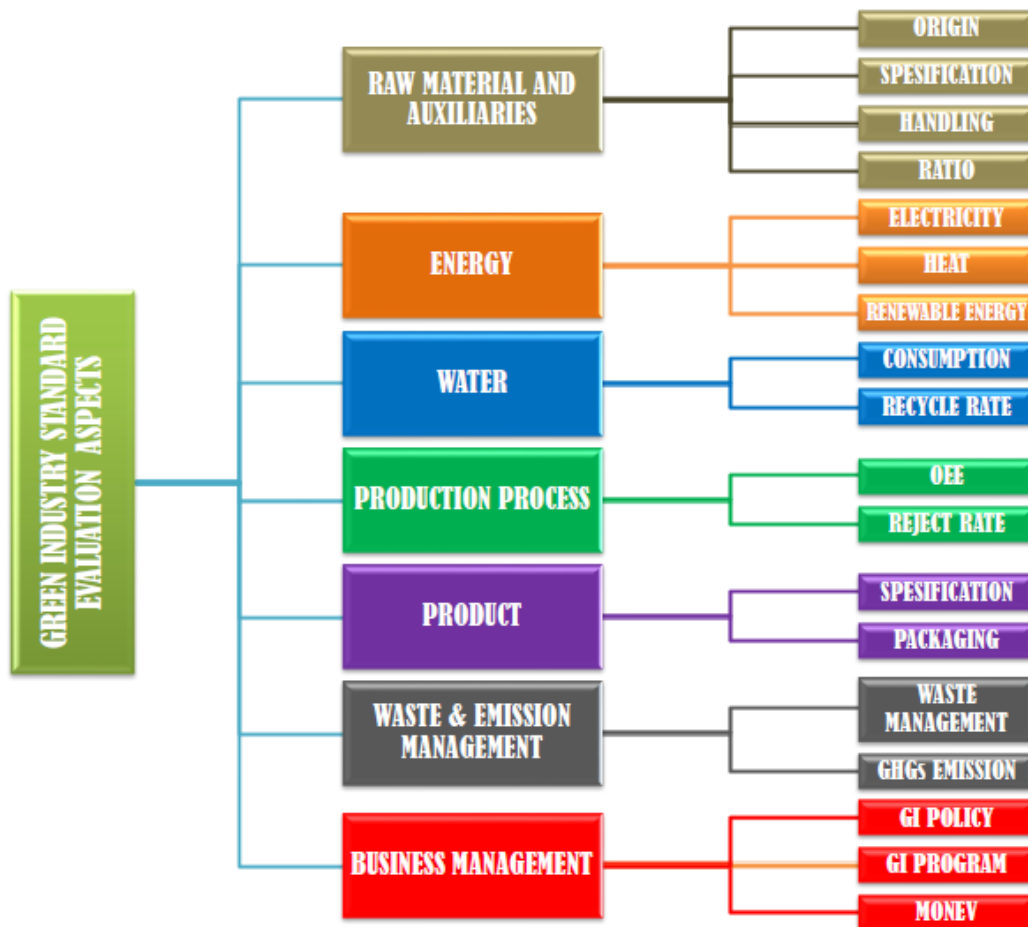 GREEN INDUSTRY STANDARD
EVALUATION ASPECTS
RAW MATERIAL AND
AUXILIARIES
ORIGIN
SPESIFICATION
HANDLING
RATIO
ENERGY
ELECTRICITY
HEAT
RENEWABLE ENERGY
WATER
CONSUMPTION
RECYCLE RATE
PRODUCTION PROCESS
OEE
REJECT RATE
PRODUCT
SPESIFICATION
PACKAGING
WASTE & EMISSION
MANAGEMENT
WASTE
MANAGEMENT
GHGs EMISSION
BUSINESS MANAGEMENT
GI POLICY
GI PROGRAM
MONEV